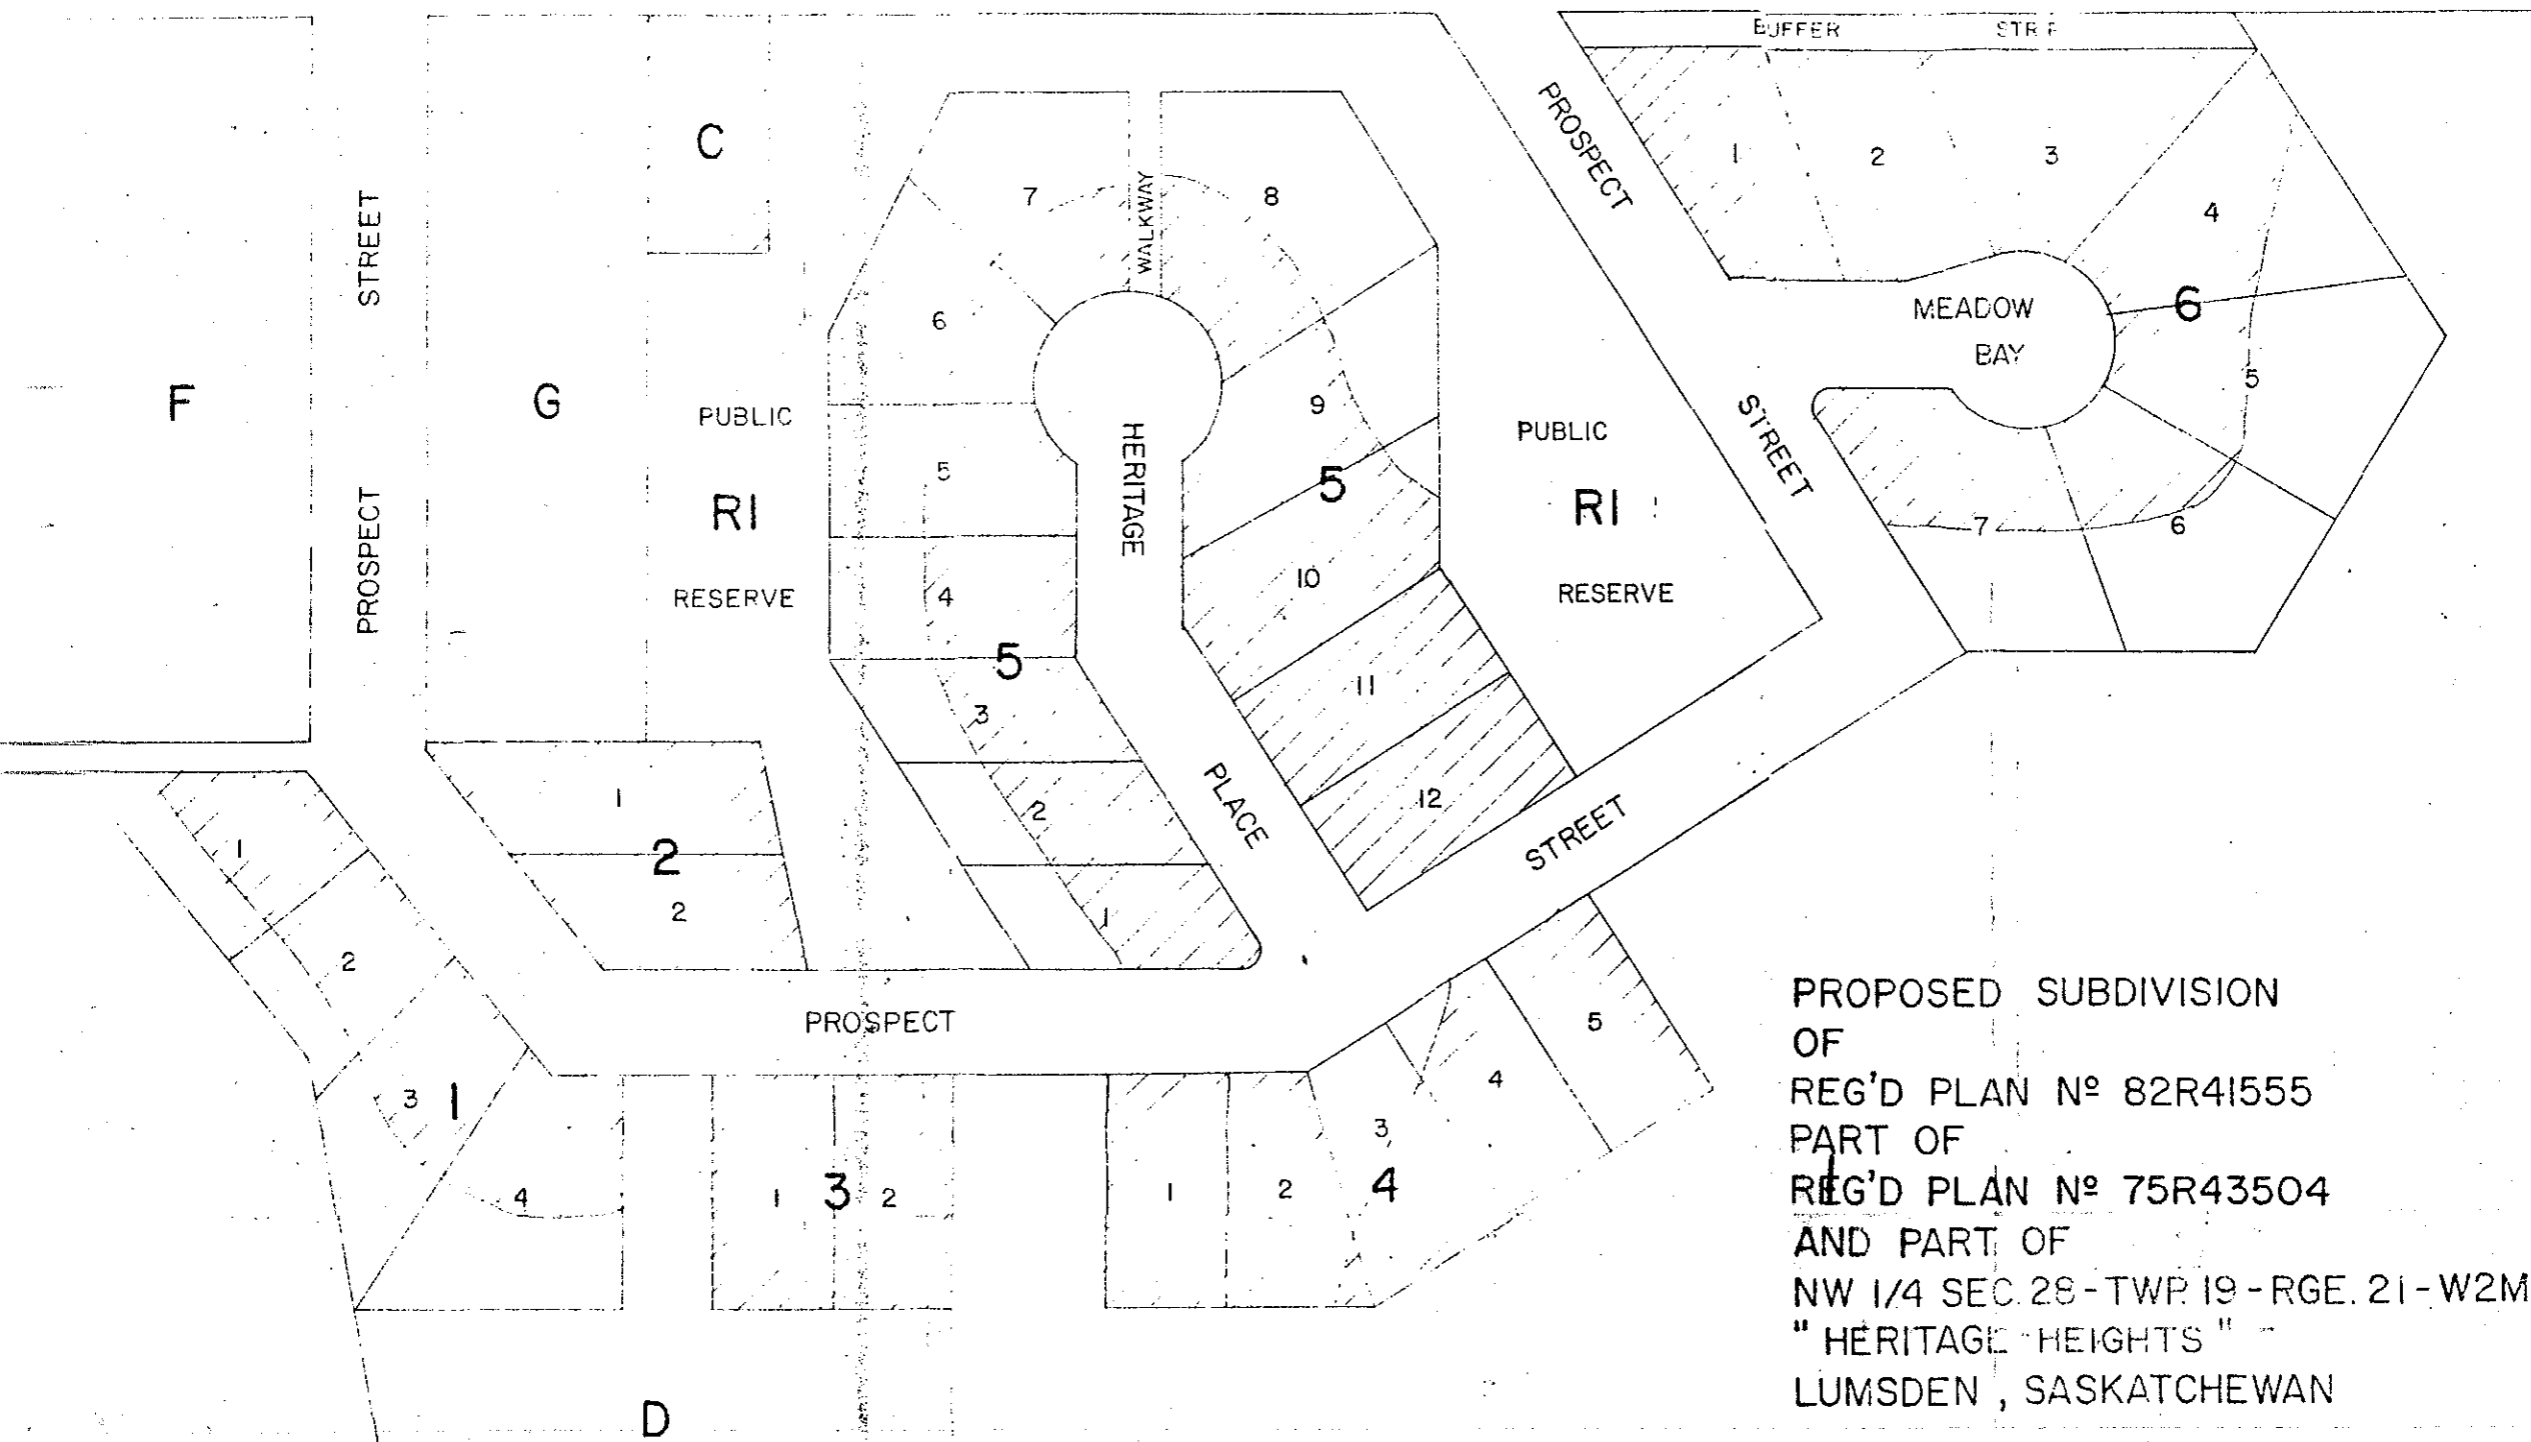 BUFFER STRIP
C
PROSPECT
1
2
3
7
WALKWAY
8
STREET
4
6
MEADOW
6
BAY
F
G
PUBLIC
9
5
HERITAGE
PUBLIC
STREET
5
5
R1
R1
7
6
PROSPECT
RESERVE
4
10
RESERVE
5
11
3
1
2
PLACE
12
STREET
1
2
2
1
2
PROSPECT
5
4
3
1
3
4
1
3
2
1
2
4
D
PROPOSED SUBDIVISION
OF
REG'D PLAN Nº 82R41555
PART OF
REG'D PLAN Nº 75R43504
AND PART OF
NW 1/4 SEC. 28 - TWP. 19 - RGE. 21 - W2M
" HERITAGE HEIGHTS "
LUMSDEN , SASKATCHEWAN